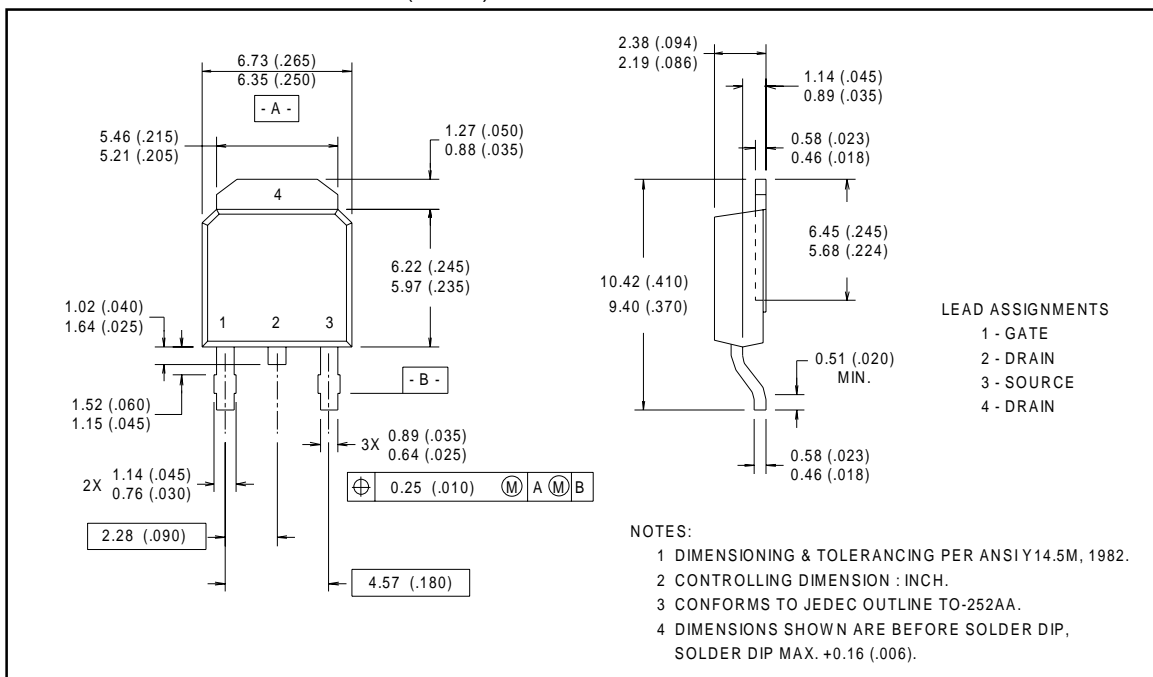 6.73 (.265)
6.35 (.250)
- A -
5.46 (.215)
5.21 (.205)
1.27 (.050)
0.88 (.035)
4
6.22 (.245)
5.97 (.235)
1.02 (.040)
1.64 (.025)
1 2 3
- B -
1.52 (.060)
1.15 (.045)
3X 0.89 (.035)
0.64 (.025)
2X 1.14 (.045)
0.76 (.030)
⌖ 0.25 (.010) Ⓜ A Ⓜ B
2.28 (.090)
4.57 (.180)
2.38 (.094)
2.19 (.086)
1.14 (.045)
0.89 (.035)
0.58 (.023)
0.46 (.018)
6.45 (.245)
5.68 (.224)
10.42 (.410)
9.40 (.370)
0.51 (.020)
MIN.
0.58 (.023)
0.46 (.018)
LEAD ASSIGNMENTS
1 - GATE
2 - DRAIN
3 - SOURCE
4 - DRAIN
NOTES:
1 DIMENSIONING & TOLERANCING PER ANSI Y14.5M, 1982.
2 CONTROLLING DIMENSION : INCH.
3 CONFORMS TO JEDEC OUTLINE TO-252AA.
4 DIMENSIONS SHOWN ARE BEFORE SOLDER DIP,
SOLDER DIP MAX. +0.16 (.006).